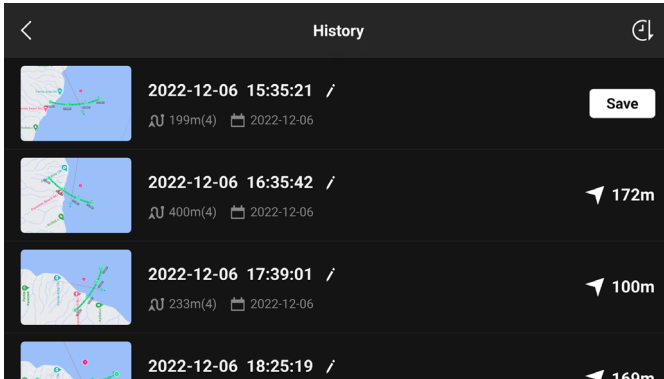 History
2022-12-06 15:35:21
199m(4) 2022-12-06
Save
2022-12-06 16:35:42
400m(4) 2022-12-06
172m
2022-12-06 17:39:01
233m(4) 2022-12-06
100m
2022-12-06 18:25:19
169m